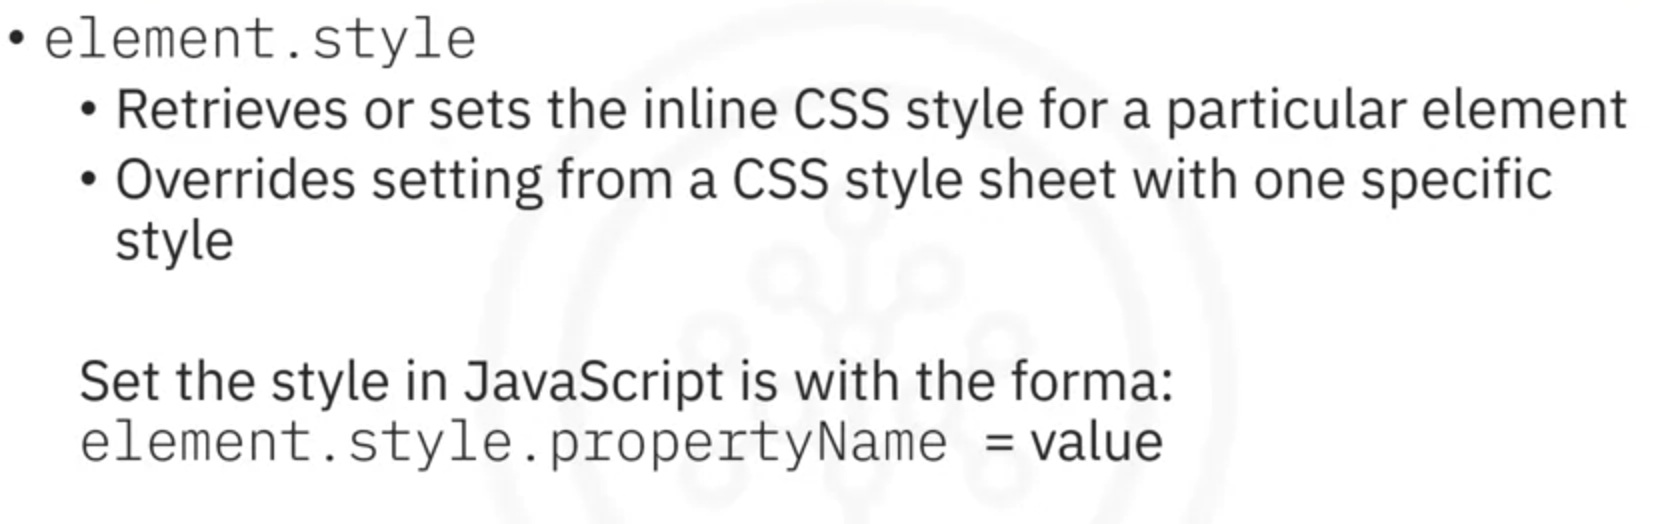 • element.style
• Retrieves or sets the inline CSS style for a particular element
• Overrides setting from a CSS style sheet with one specific
style
Set the style in JavaScript is with the forma:
element.style.propertyName = value